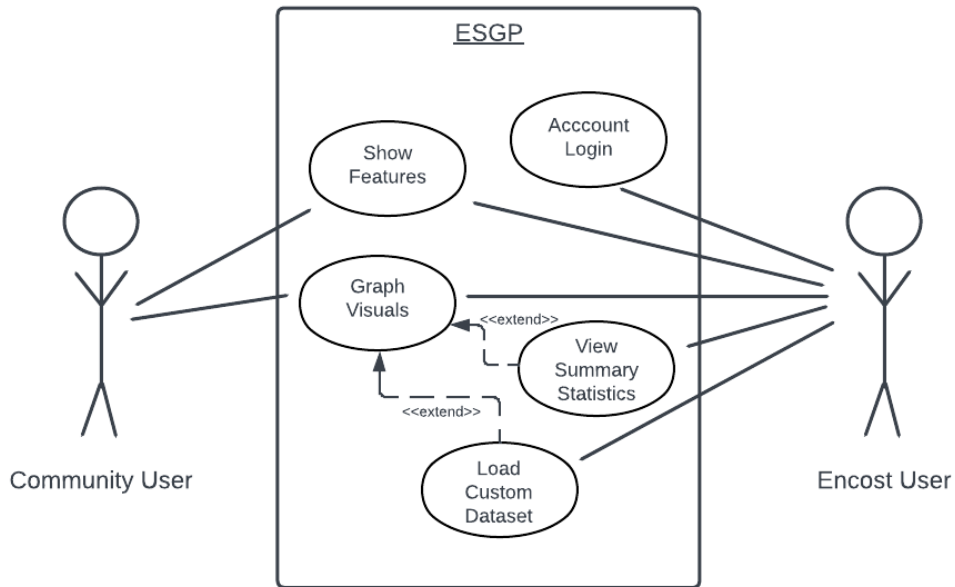 ESGP
Acccount
Login
Show
Features
Graph
Visuals
<<extend>>
View
Summary
Statistics
<<extend>>
Load
Custom
Dataset
Community User
Encost User